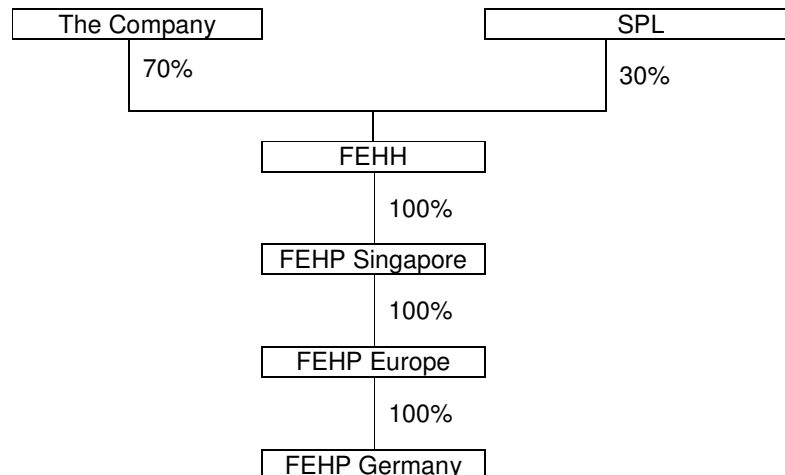 The Company
SPL
70%
30%
FEHH
100%
FEHP Singapore
100%
FEHP Europe
100%
FEHP Germany